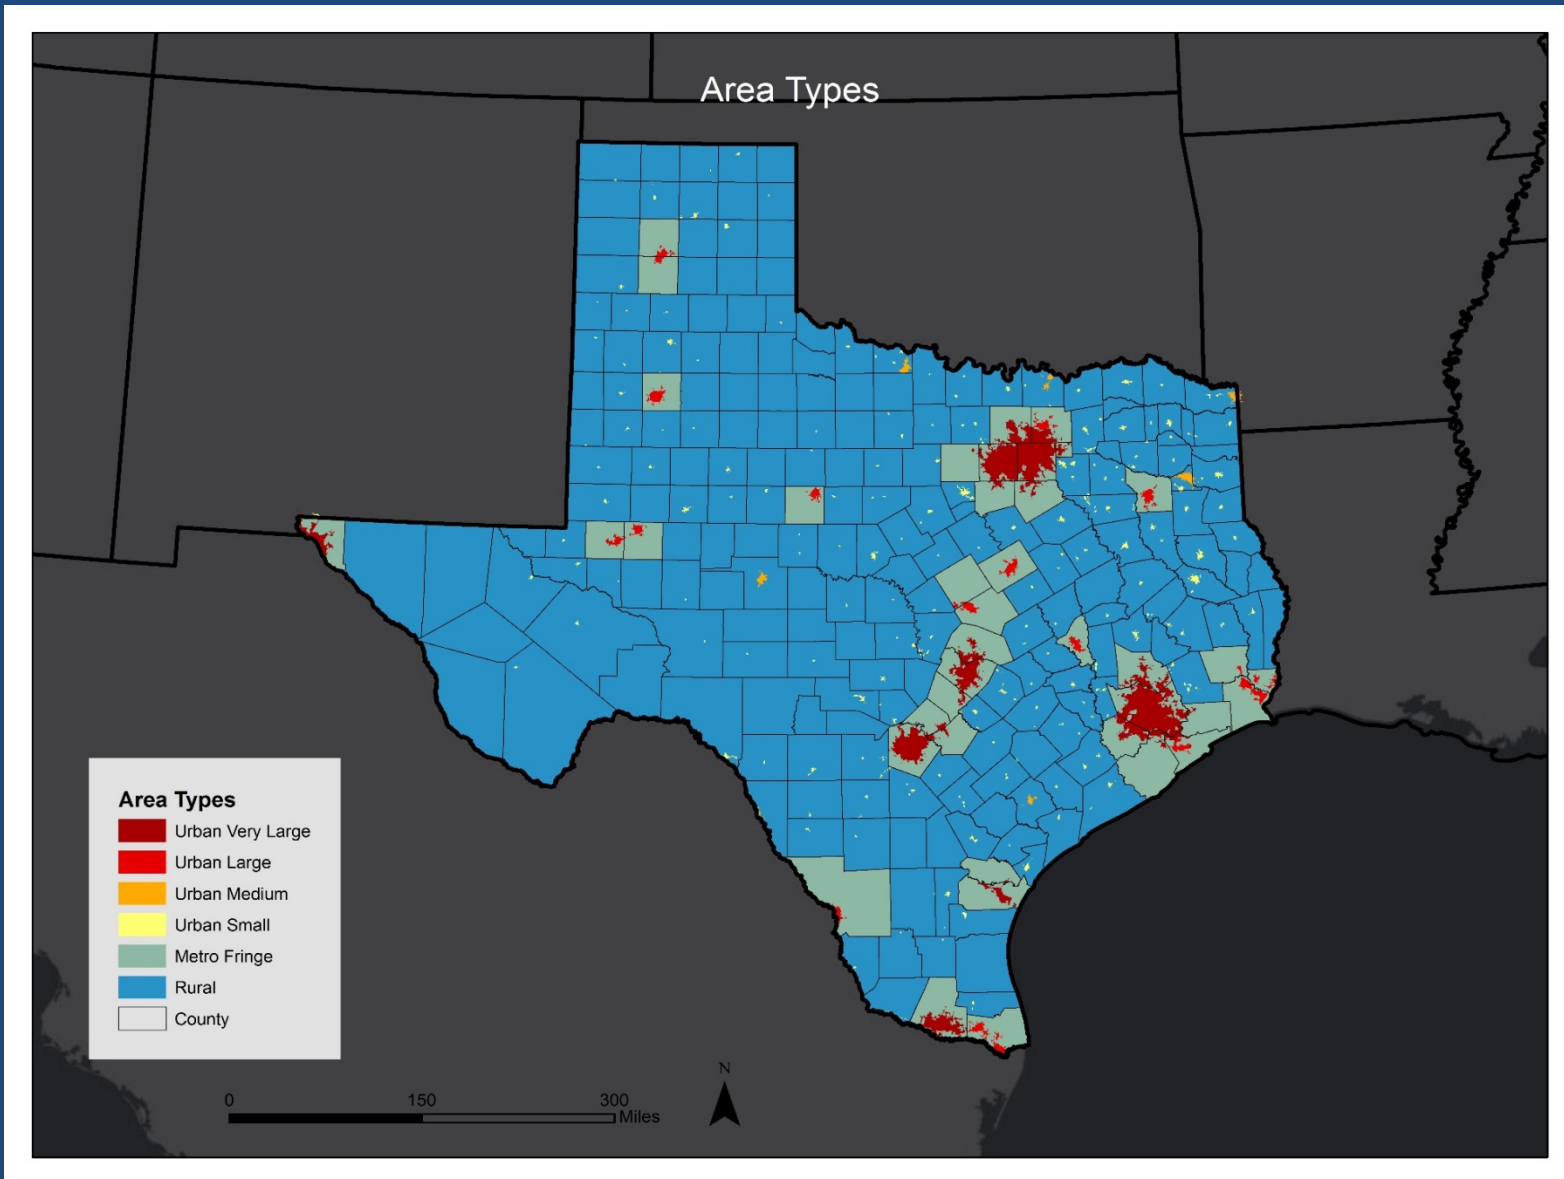 Area Types
Area Types
Urban Very Large
Urban Large
Urban Medium
Urban Small
Metro Fringe
Rural
County
N
0 150 300
Miles